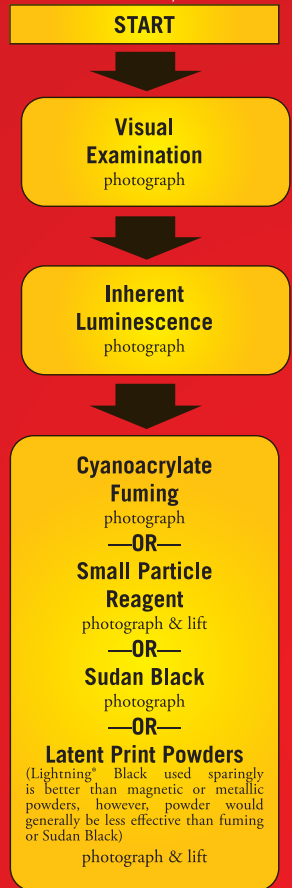 START
Visual
Examination
photograph
Inherent
Luminescence
photograph
Cyanoacrylate
Fuming
photograph
—OR—
Small Particle
Reagent
photograph & lift
—OR—
Sudan Black
photograph
—OR—
Latent Print Powders
(Lightning® Black used sparingly
is better than magnetic or metallic
powders, however, powder would
generally be less effective than fuming
or Sudan Black)
photograph & lift